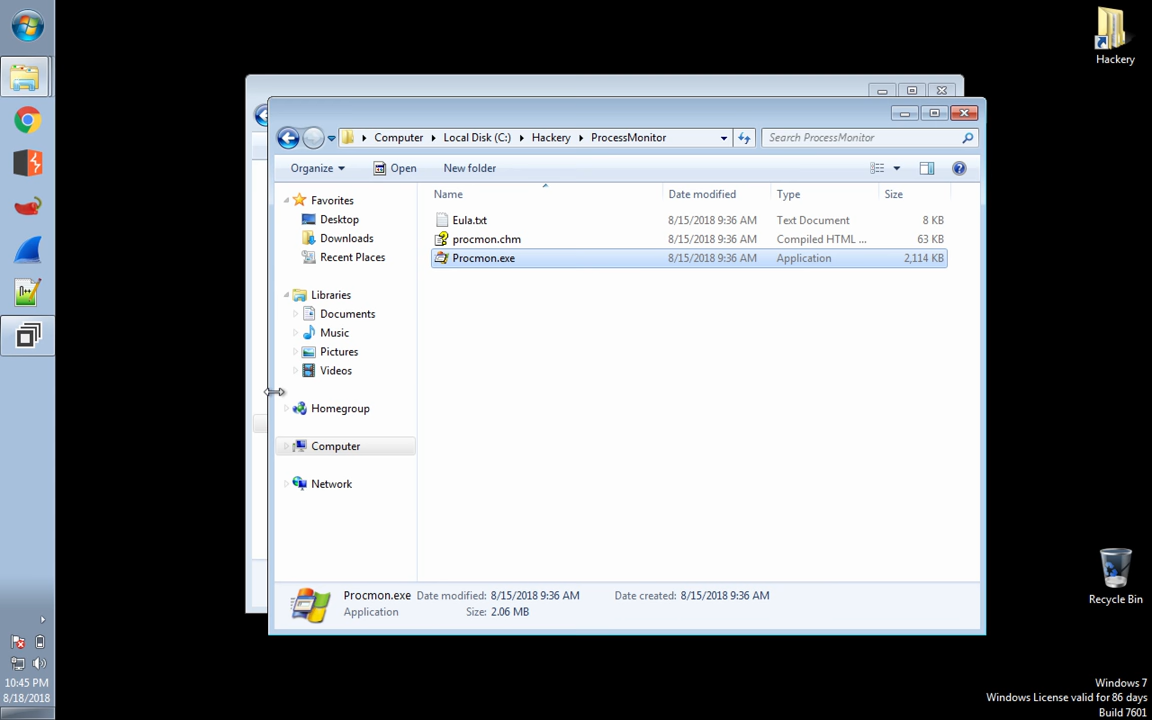 Hackery
Computer Local Disk (C:) Hackery ProcessMonitor
Search ProcessMonitor
Organize Open New folder
Name Date modified Type Size
Eula.txt 8/15/2018 9:36 AM Text Document 8 KB
procmon.chm 8/15/2018 9:36 AM Compiled HTML ... 63 KB
Procmon.exe 8/15/2018 9:36 AM Application 2,114 KB
Favorites
Desktop
Downloads
Recent Places
Libraries
Documents
Music
Pictures
Videos
Homegroup
Computer
Network
Procmon.exe Date modified: 8/15/2018 9:36 AM Date created: 8/15/2018 9:36 AM
Application Size: 2.06 MB
Recycle Bin
10:45 PM
8/18/2018
Windows 7
Windows License valid for 86 days
Build 7601